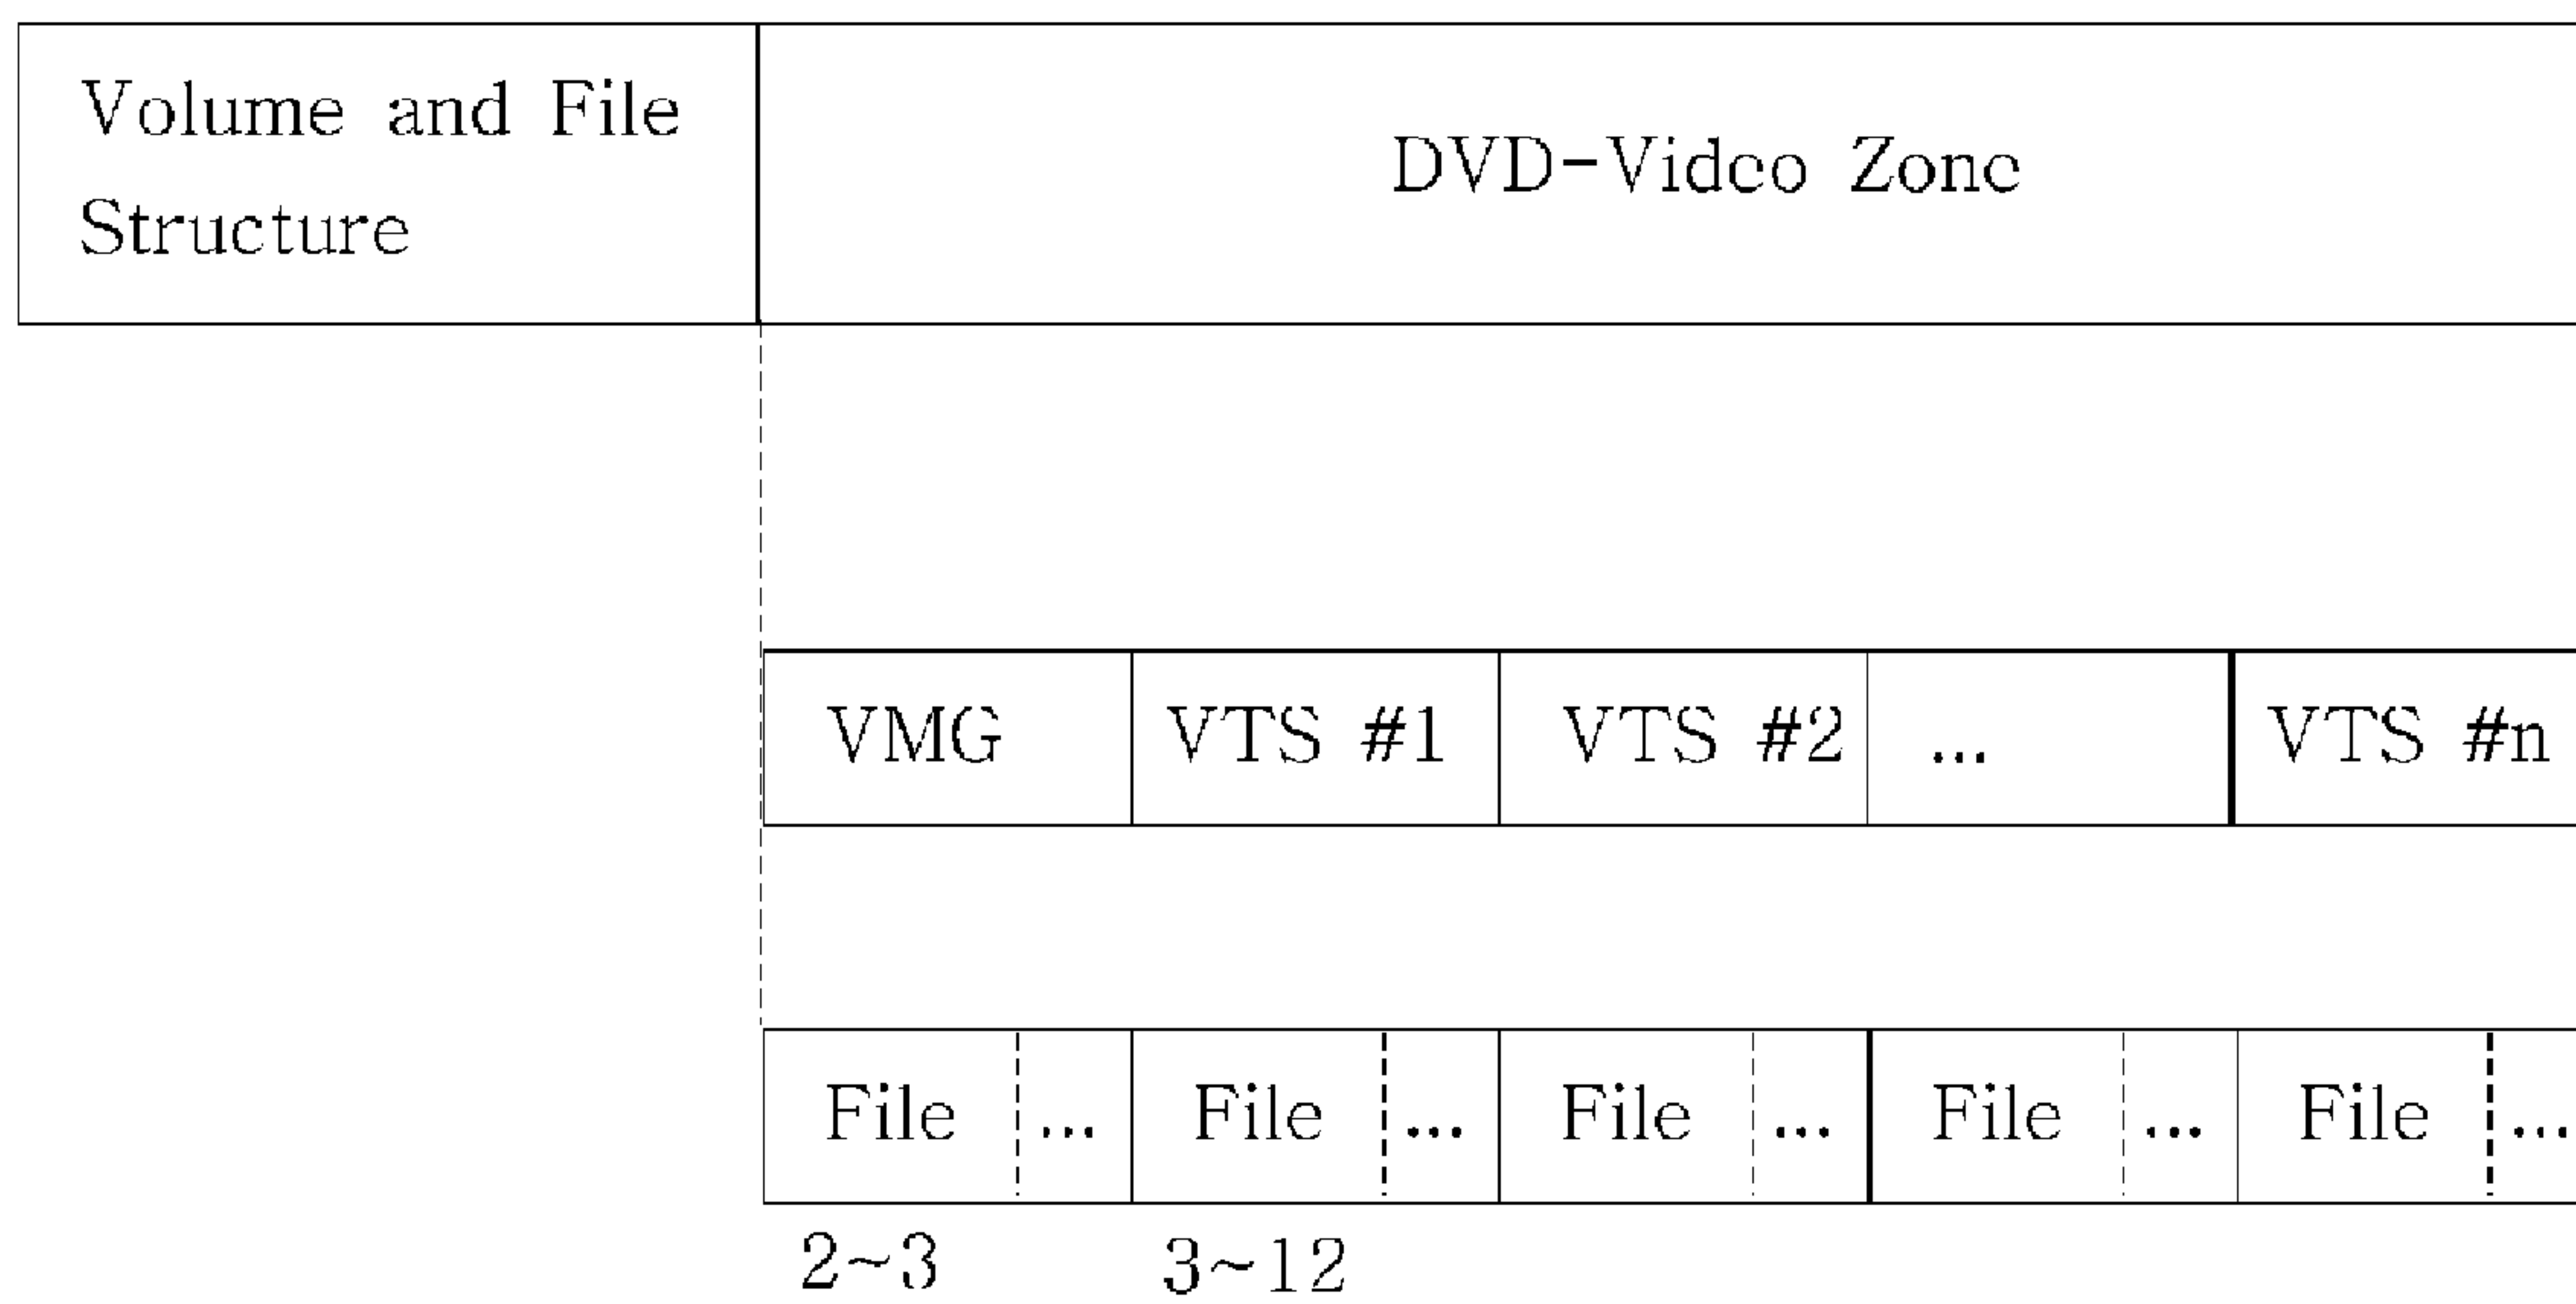 Volume and File
Structure
DVD-Video Zone
VMG VTS #1 VTS #2 ... VTS #n
File ... File ... File ... File ... File ...
2~3 3~12